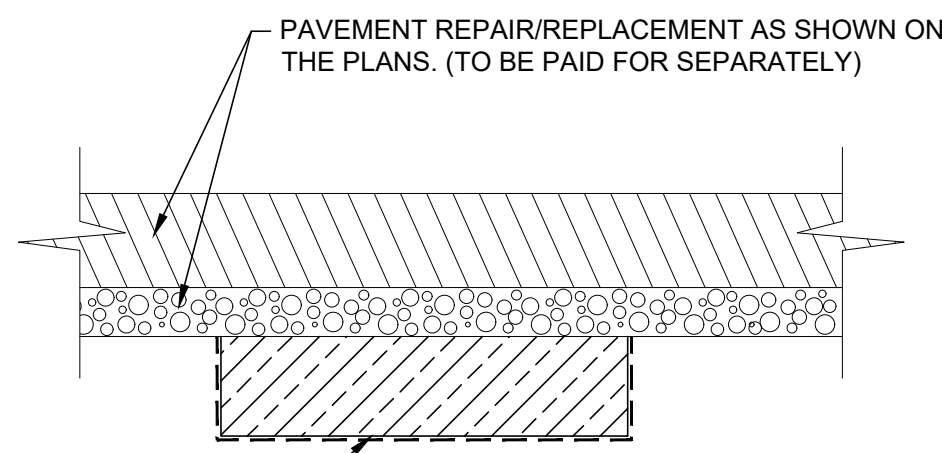 PAVEMENT REPAIR/REPLACEMENT AS SHOWN ON
THE PLANS. (TO BE PAID FOR SEPARATELY)